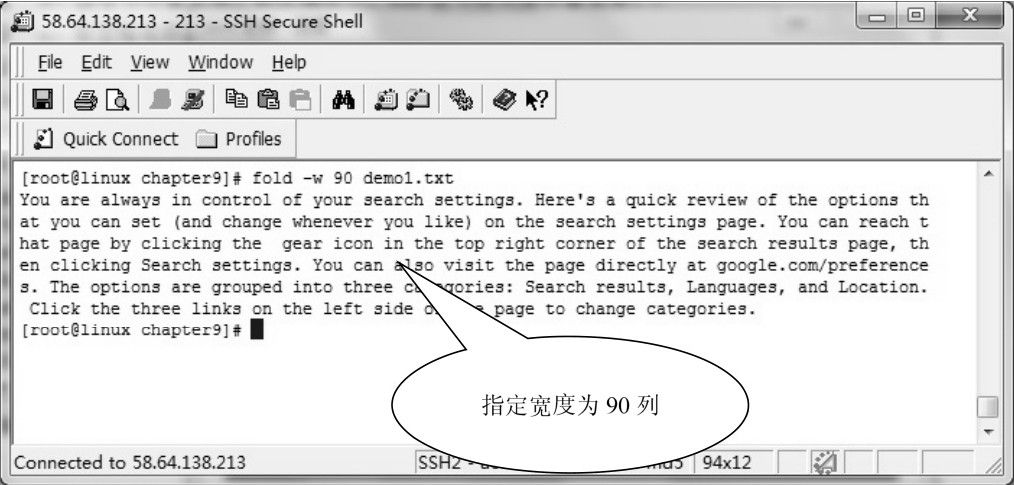 58.64.138.213 - 213 - SSH Secure Shell
File Edit View Window Help
Quick Connect Profiles
[root@linux chapter9]# fold -w 90 demo1.txt
You are always in control of your search settings. Here's a quick review of the options th
at you can set (and change whenever you like) on the search settings page. You can reach t
hat page by clicking the  gear icon in the top right corner of the search results page, th
en clicking Search settings. You can also visit the page directly at google.com/preference
s. The options are grouped into three categories: Search results, Languages, and Location.
 Click the three links on the left side of the page to change categories.
[root@linux chapter9]#
指定宽度为 90 列
Connected to 58.64.138.213
SSH2 - 94x12